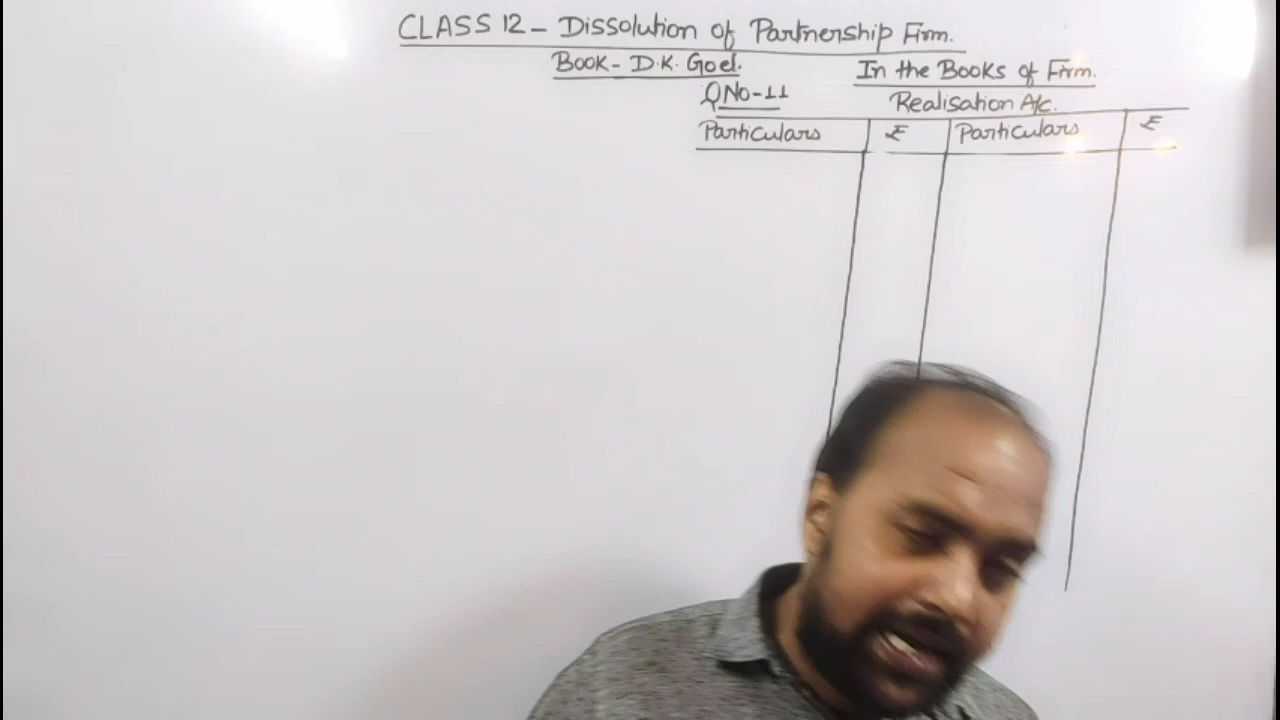 CLASS 12 - Dissolution of Partnership Firm.
Book - D.K. Goel.
In the Books of Firm.
QNo-11
Realisation A/c.
Particulars ₹ Particulars ₹